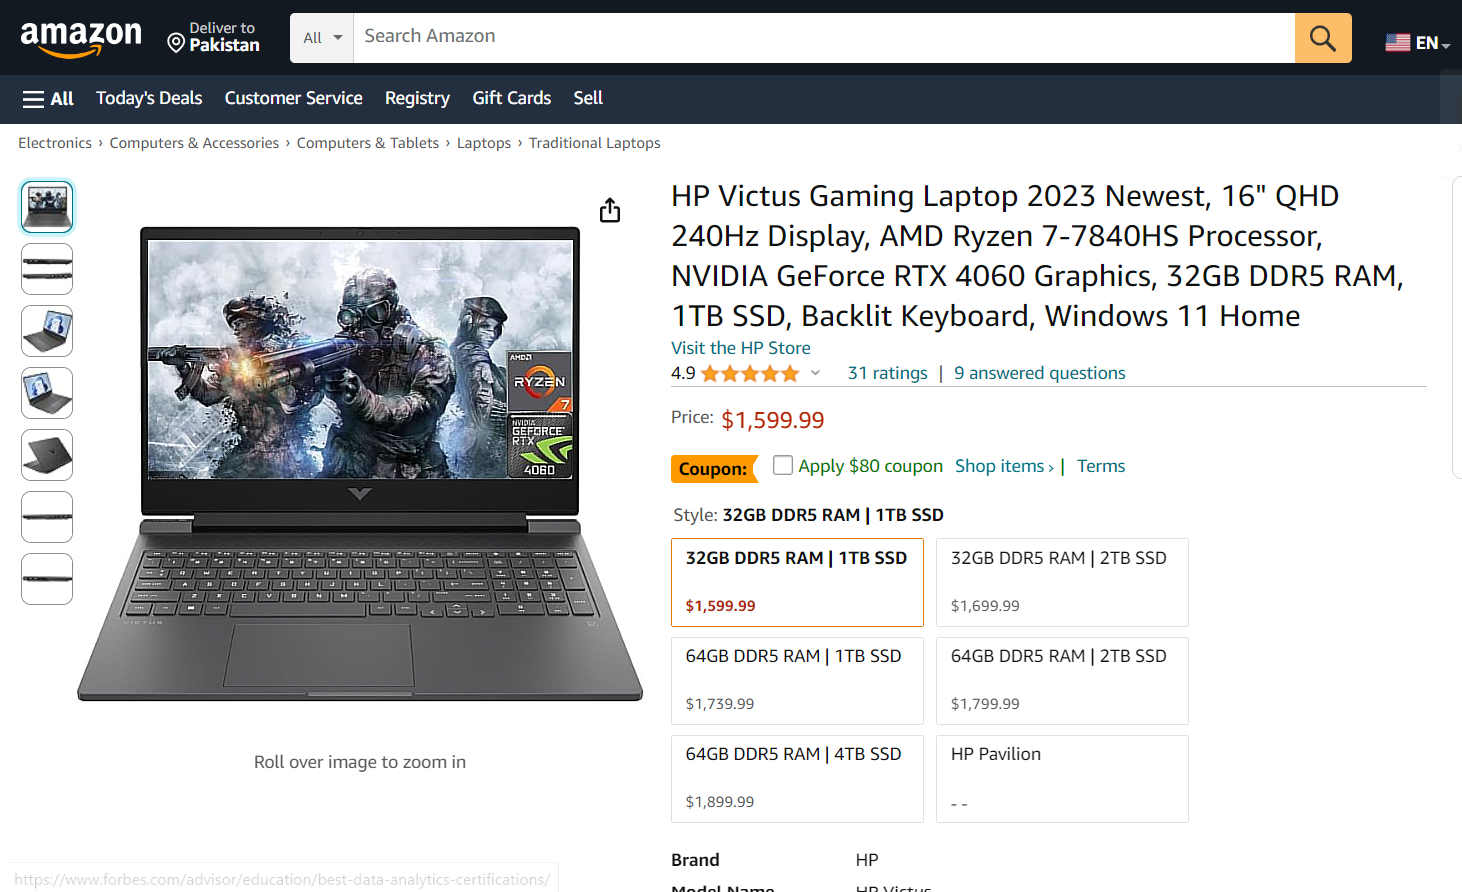 amazon
Deliver to
Pakistan
All
Search Amazon
EN
All
Today's Deals
Customer Service
Registry
Gift Cards
Sell
Electronics › Computers & Accessories › Computers & Tablets › Laptops › Traditional Laptops
HP Victus Gaming Laptop 2023 Newest, 16" QHD
240Hz Display, AMD Ryzen 7-7840HS Processor,
NVIDIA GeForce RTX 4060 Graphics, 32GB DDR5 RAM,
1TB SSD, Backlit Keyboard, Windows 11 Home
Visit the HP Store
4.9
31 ratings | 9 answered questions
AMD
RYZEN
7
NVIDIA
GEFORCE
RTX
4060
VICTUS
Price: $1,599.99
Coupon: Apply $80 coupon Shop items › | Terms
Style: 32GB DDR5 RAM | 1TB SSD
32GB DDR5 RAM | 1TB SSD
$1,599.99
32GB DDR5 RAM | 2TB SSD
$1,699.99
64GB DDR5 RAM | 1TB SSD
$1,739.99
64GB DDR5 RAM | 2TB SSD
$1,799.99
64GB DDR5 RAM | 4TB SSD
$1,899.99
HP Pavilion
- -
Roll over image to zoom in
Brand HP
Model Name HP Victus
https://www.forbes.com/advisor/education/best-data-analytics-certifications/